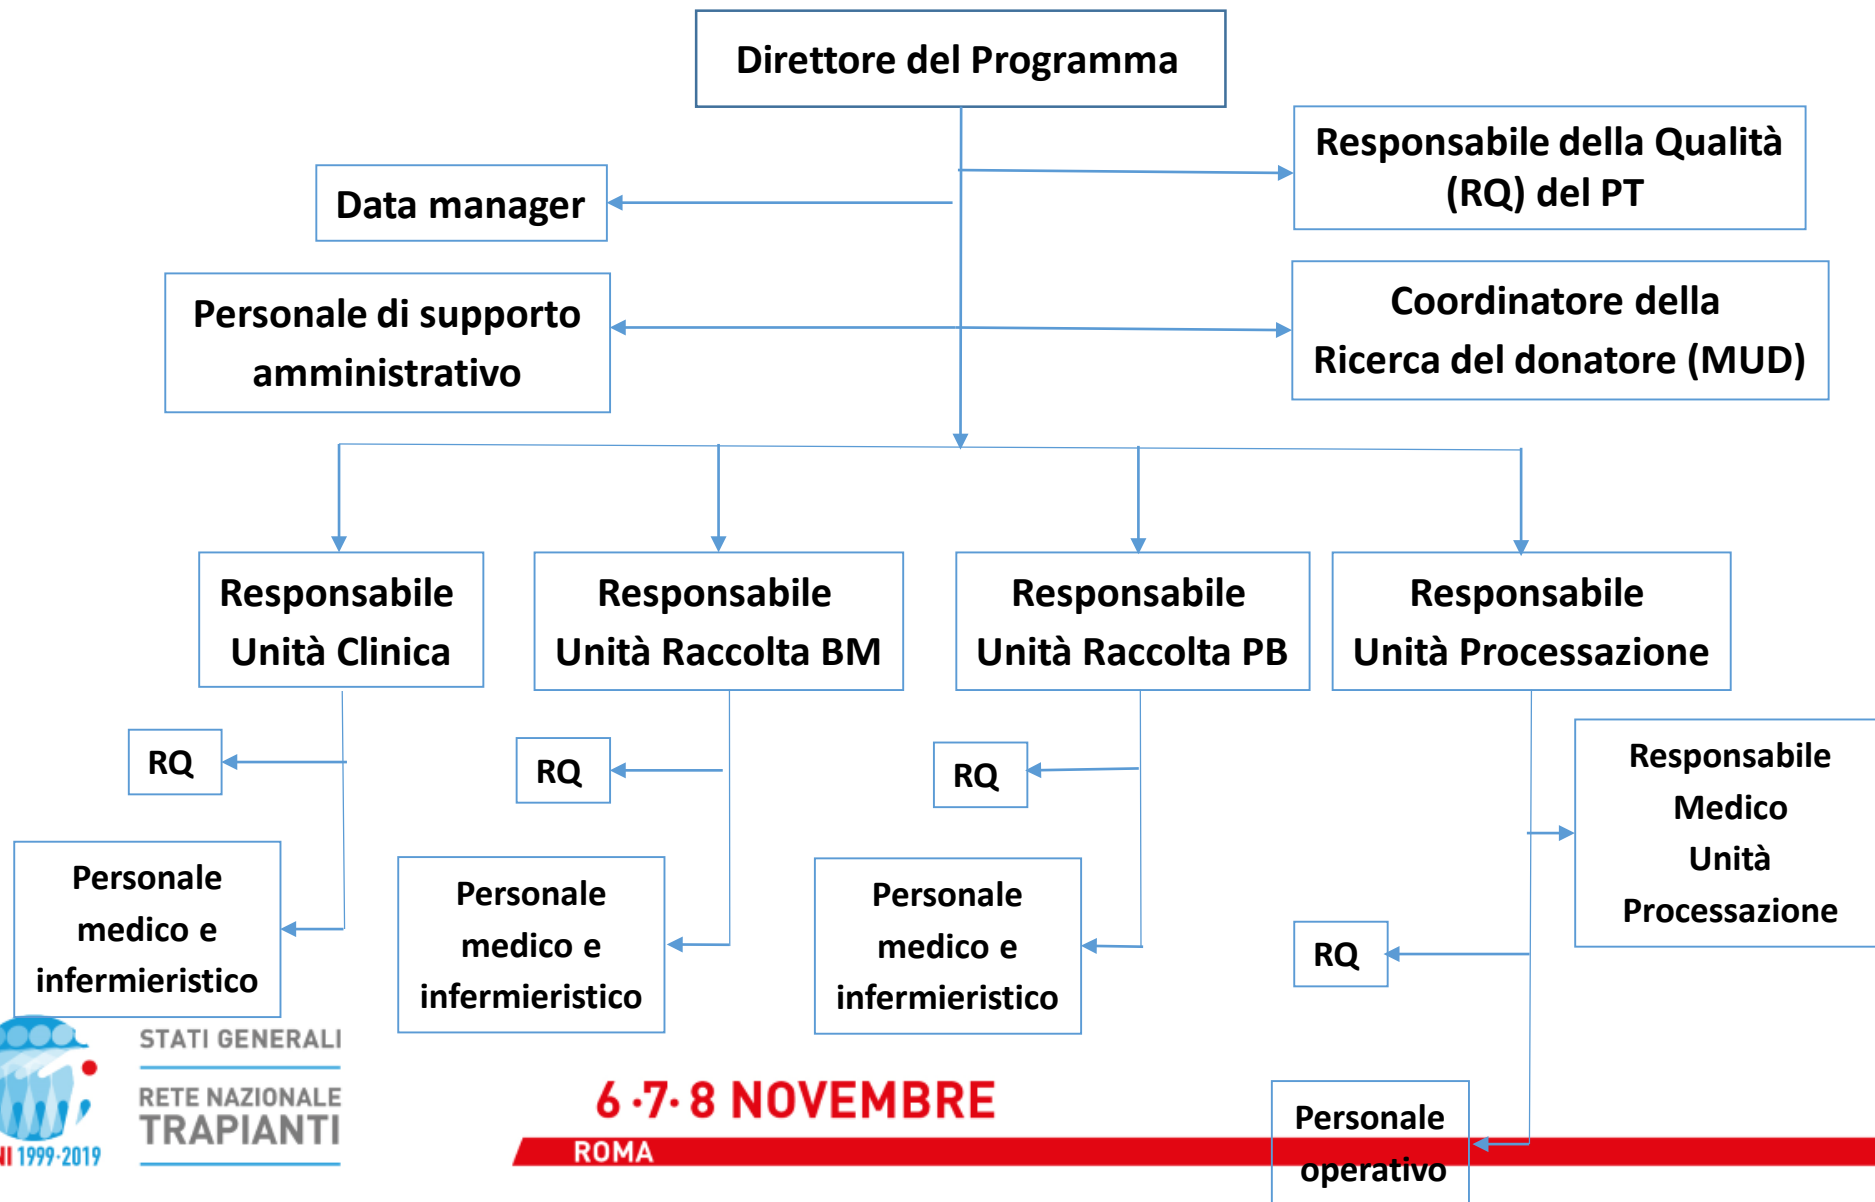 Direttore del Programma
Responsabile della Qualità
(RQ) del PT
Data manager
Personale di supporto
amministrativo
Coordinatore della
Ricerca del donatore (MUD)
Responsabile
Unità Clinica
Responsabile
Unità Raccolta BM
Responsabile
Unità Raccolta PB
Responsabile
Unità Processazione
RQ
RQ
RQ
Responsabile
Medico
Unità
Processazione
Personale
medico e
infermieristico
Personale
medico e
infermieristico
Personale
medico e
infermieristico
RQ
Personale
operativo
STATI GENERALI
RETE NAZIONALE
TRAPIANTI
NI 1999-2019
6·7·8 NOVEMBRE
ROMA